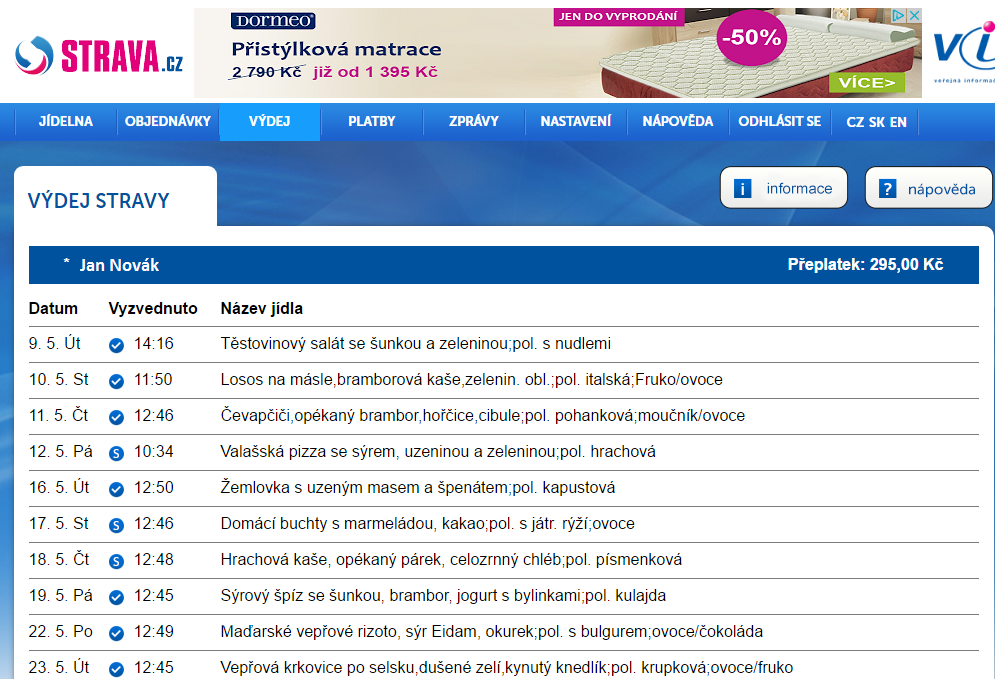 STRAVA.CZ
DORMEO
Přistýlková matrace
2 790 Kč již od 1 395 Kč
JEN DO VYPRODÁNÍ
-50%
VÍCE>
veřejná
JÍDELNA OBJEDNÁVKY VÝDEJ PLATBY ZPRÁVY NASTAVENÍ NÁPOVĚDA ODHLÁSIT SE CZ SK EN
VÝDEJ STRAVY
i informace ? nápověda
* Jan Novák Přeplatek: 295,00 Kč
Datum Vyzvednuto Název jídla
9. 5. Út 14:16 Těstovinový salát se šunkou a zeleninou;pol. s nudlemi
10. 5. St 11:50 Losos na másle,bramborová kaše,zelenin. obl.;pol. italská;Fruko/ovoce
11. 5. Čt 12:46 Čevapčiči,opékaný brambor,hořčice,cibule;pol. pohanková;moučník/ovoce
12. 5. Pá S 10:34 Valašská pizza se sýrem, uzeninou a zeleninou;pol. hrachová
16. 5. Út 12:50 Žemlovka s uzeným masem a špenátem;pol. kapustová
17. 5. St S 12:46 Domácí buchty s marmeládou, kakao;pol. s játr. rýží;ovoce
18. 5. Čt S 12:48 Hrachová kaše, opékaný párek, celozrnný chléb;pol. písmenková
19. 5. Pá 12:45 Sýrový špíz se šunkou, brambor, jogurt s bylinkami;pol. kulajda
22. 5. Po 12:49 Maďarské vepřové rizoto, sýr Eidam, okurek;pol. s bulgurem;ovoce/čokoláda
23. 5. Út 12:45 Vepřová krkovice po selsku,dušené zelí,kynutý knedlík;pol. krupková;ovoce/fruko